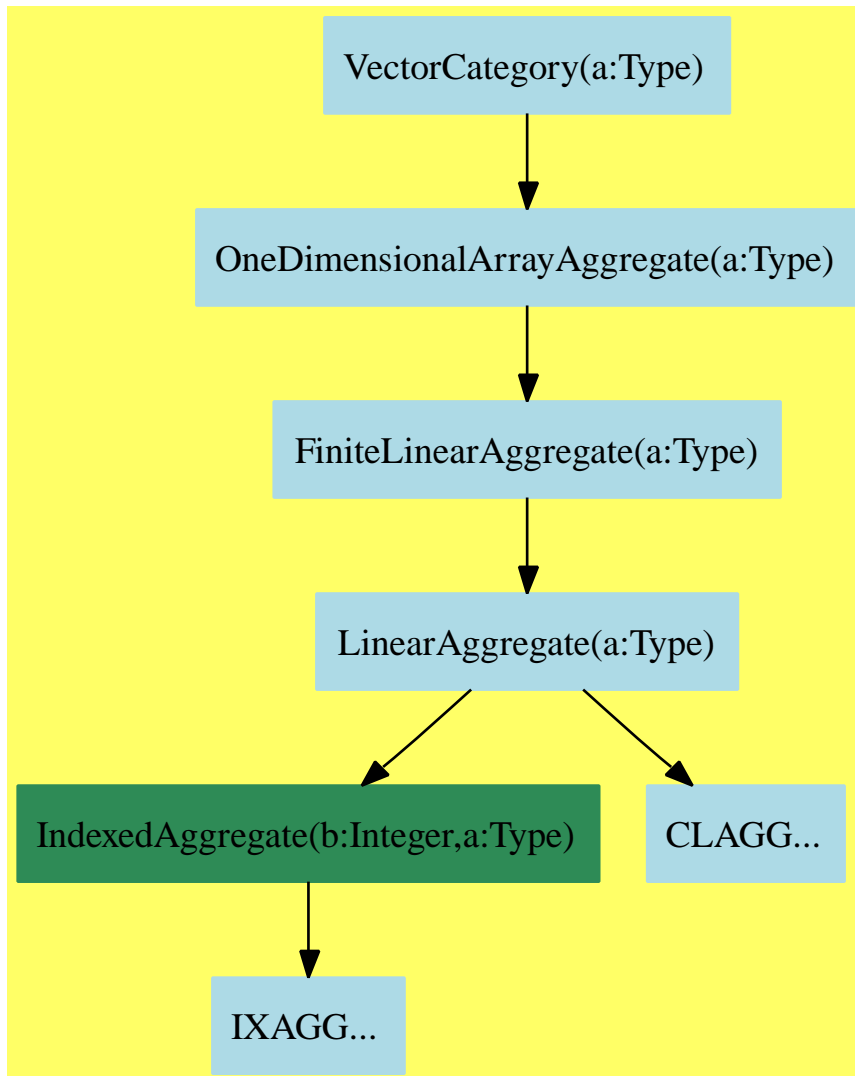 VectorCategory(a:Type)
OneDimensionalArrayAggregate(a:Type)
FiniteLinearAggregate(a:Type)
LinearAggregate(a:Type)
IndexedAggregate(b:Integer,a:Type)
CLAGG...
IXAGG...